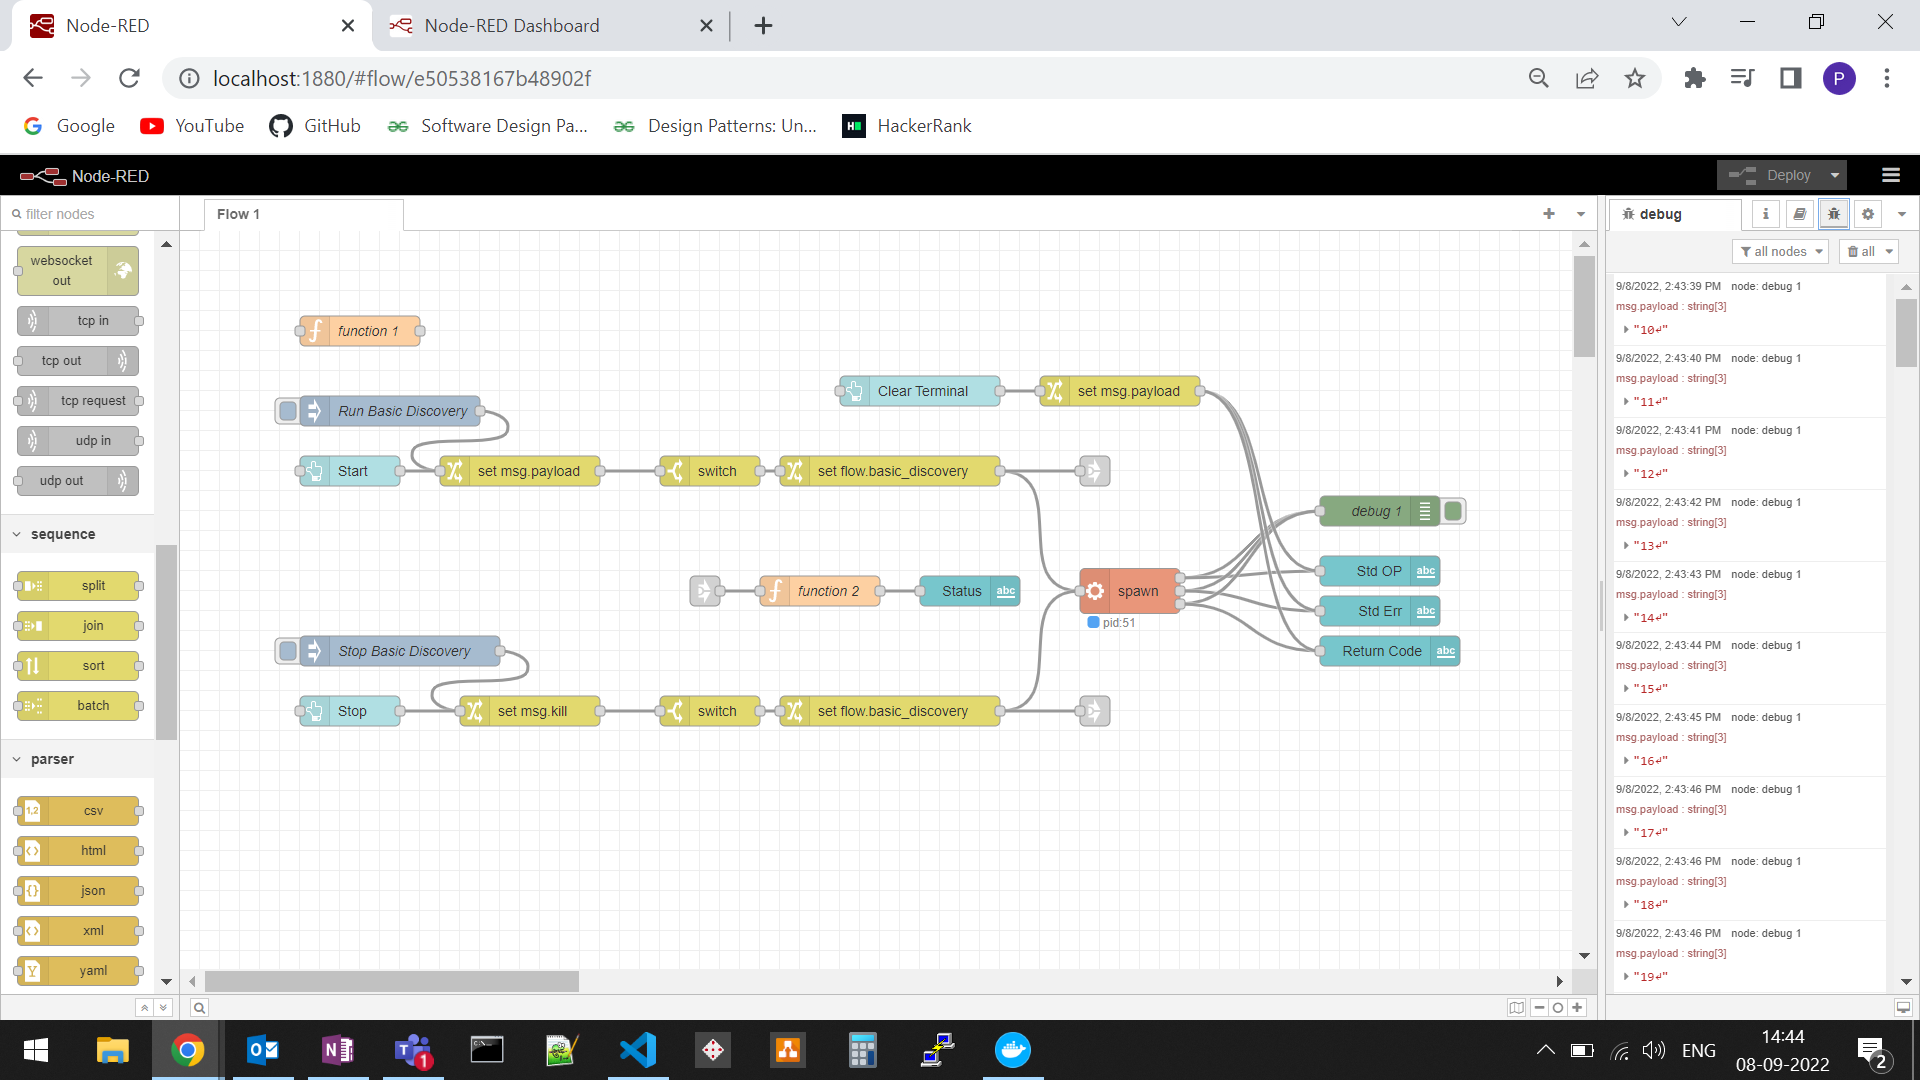 Node-RED
Node-RED Dashboard
localhost:1880/#flow/e50538167b48902f
P
Google
YouTube
GitHub
Software Design Pa...
Design Patterns: Un...
HackerRank
Node-RED
Deploy
filter nodes
websocket
out
tcp in
tcp out
tcp request
udp in
udp out
sequence
split
join
sort
batch
parser
csv
html
json
xml
yaml
Flow 1
function 1
Clear Terminal
set msg.payload
Run Basic Discovery
Start
set msg.payload
switch
set flow.basic_discovery
debug 1
Std OP
abc
function 2
Status
abc
spawn
pid:51
Std Err
abc
Return Code
abc
Stop Basic Discovery
Stop
set msg.kill
switch
set flow.basic_discovery
debug
all nodes
all
9/8/2022, 2:43:39 PM node: debug 1
msg.payload : string[3]
"10↵"
9/8/2022, 2:43:40 PM node: debug 1
msg.payload : string[3]
"11↵"
9/8/2022, 2:43:41 PM node: debug 1
msg.payload : string[3]
"12↵"
9/8/2022, 2:43:42 PM node: debug 1
msg.payload : string[3]
"13↵"
9/8/2022, 2:43:43 PM node: debug 1
msg.payload : string[3]
"14↵"
9/8/2022, 2:43:44 PM node: debug 1
msg.payload : string[3]
"15↵"
9/8/2022, 2:43:45 PM node: debug 1
msg.payload : string[3]
"16↵"
9/8/2022, 2:43:46 PM node: debug 1
msg.payload : string[3]
"17↵"
9/8/2022, 2:43:46 PM node: debug 1
msg.payload : string[3]
"18↵"
9/8/2022, 2:43:46 PM node: debug 1
msg.payload : string[3]
"19↵"
1
ENG
14:44
08-09-2022
2